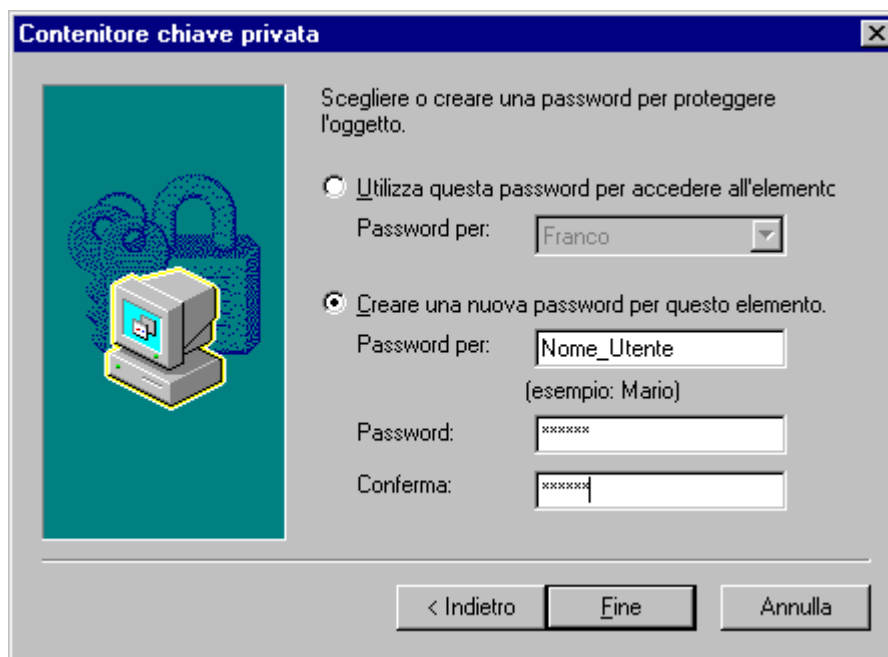 Contenitore chiave privata
Scegliere o creare una password per proteggere
l'oggetto.
Utilizza questa password per accedere all'elemento
Password per:
Franco
Creare una nuova password per questo elemento.
Password per:
Nome_Utente
(esempio: Mario)
Password:
******
Conferma:
******
< Indietro
Fine
Annulla